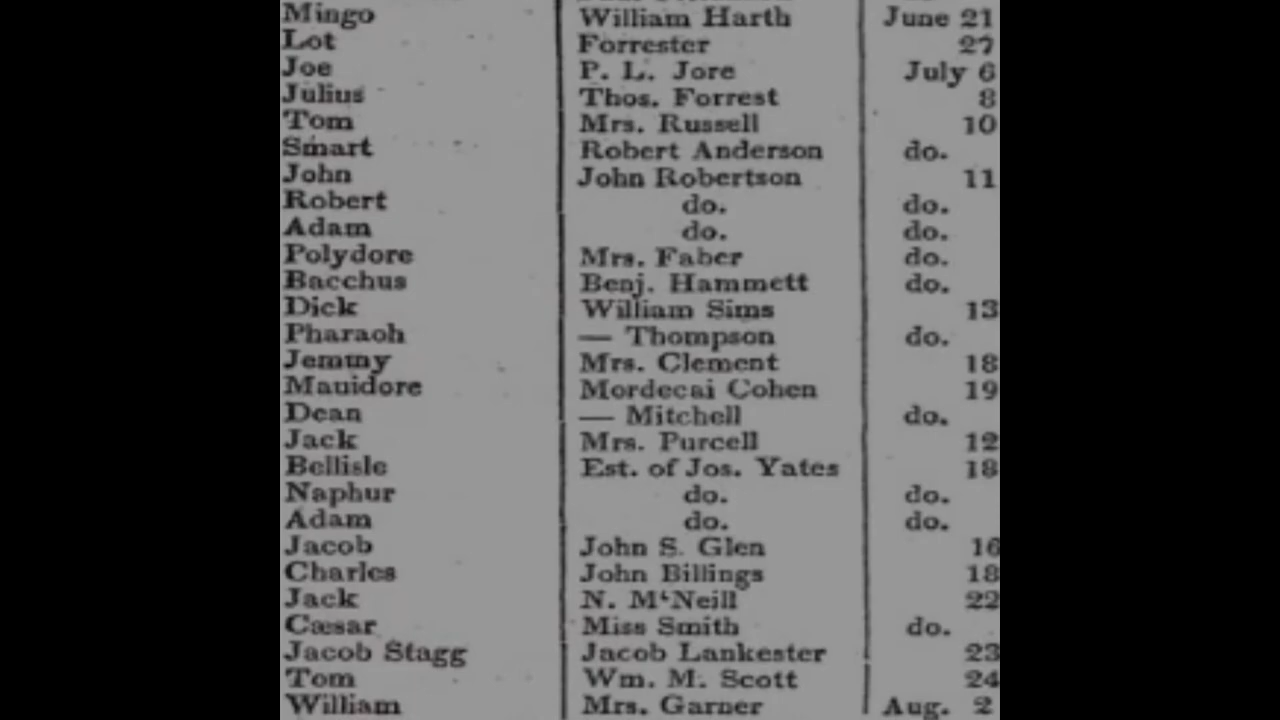 Mingo William Harth June 21
Lot Forrester 27
Joe P. L. Jore July 6
Julius Thos. Forrest 8
Tom Mrs. Russell 10
Smart Robert Anderson do.
John John Robertson 11
Robert do. do.
Adam do. do.
Polydore Mrs. Faber do.
Bacchus Benj. Hammett do.
Dick William Sims 13
Pharaoh — Thompson do.
Jemmy Mrs. Clement 18
Mauidore Mordecai Cohen 19
Dean — Mitchell do.
Jack Mrs. Purcell 12
Bellisle Est. of Jos. Yates 18
Naphur do. do.
Adam do. do.
Jacob John S. Glen 16
Charles John Billings 18
Jack N. M‘Neill 22
Cæsar Miss Smith do.
Jacob Stagg Jacob Lankester 23
Tom Wm. M. Scott 24
William Mrs. Garner Aug. 2